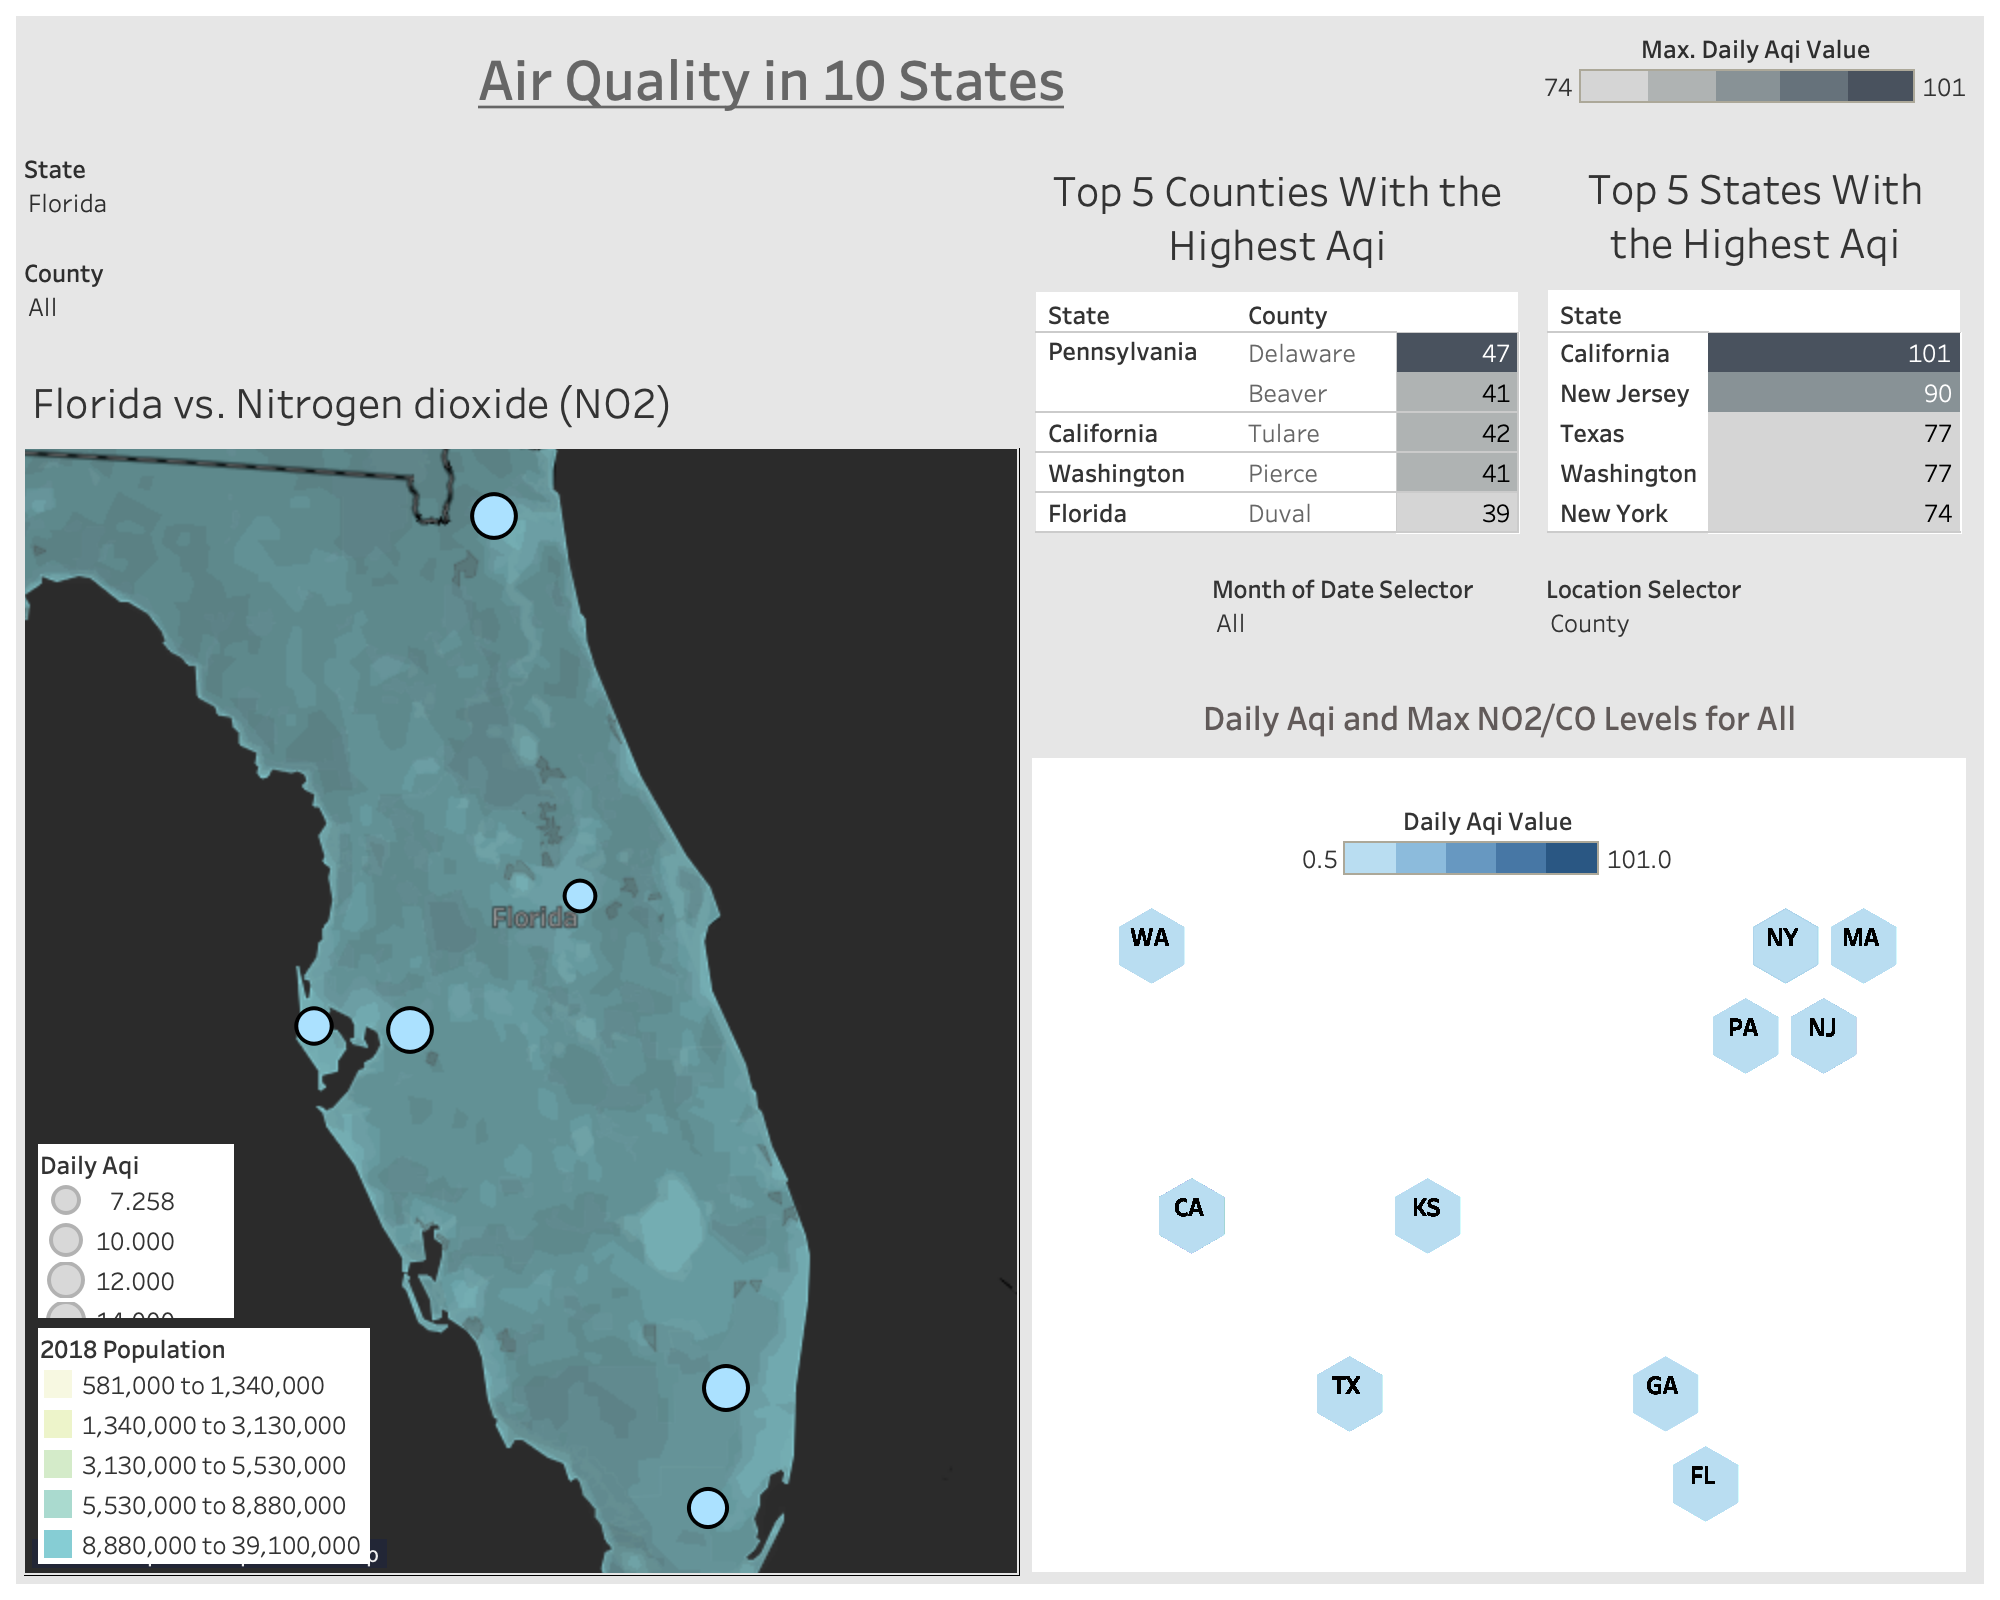 Air Quality in 10 States
Max. Daily Aqi Value
74 101
State
Florida
County
All
Florida vs. Nitrogen dioxide (NO2)
Florida
Daily Aqi
7.258
10.000
12.000
2018 Population
581,000 to 1,340,000
1,340,000 to 3,130,000
3,130,000 to 5,530,000
5,530,000 to 8,880,000
8,880,000 to 39,100,000
Top 5 Counties With the
Highest Aqi
State County
Pennsylvania Delaware 47
Beaver 41
California Tulare 42
Washington Pierce 41
Florida Duval 39
Top 5 States With
the Highest Aqi
State
California 101
New Jersey 90
Texas 77
Washington 77
New York 74
Month of Date Selector
All
Location Selector
County
Daily Aqi and Max NO2/CO Levels for All
Daily Aqi Value
0.5 101.0
WA NY MA
PA NJ
CA KS
TX GA
FL